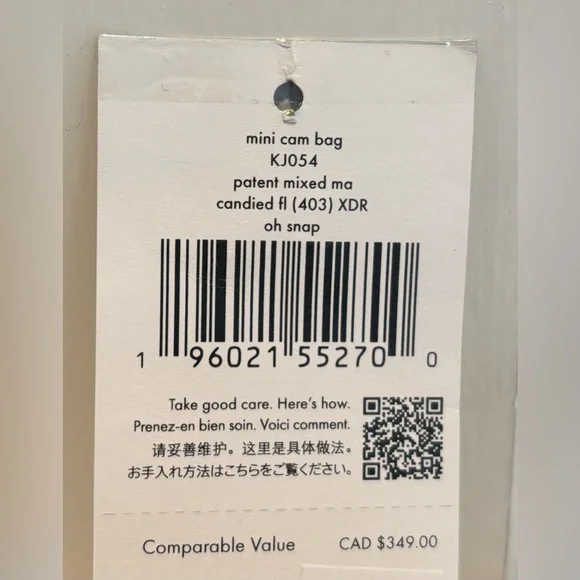 mini cam bag
KJ054
patent mixed ma
candied fl (403) XDR
oh snap
1 96021 55270 0
Take good care. Here's how.
Prenez-en bien soin. Voici comment.
请妥善维护。这里是具体做法。
お手入れ方法はこちらをご覧ください。
Comparable Value CAD $349.00